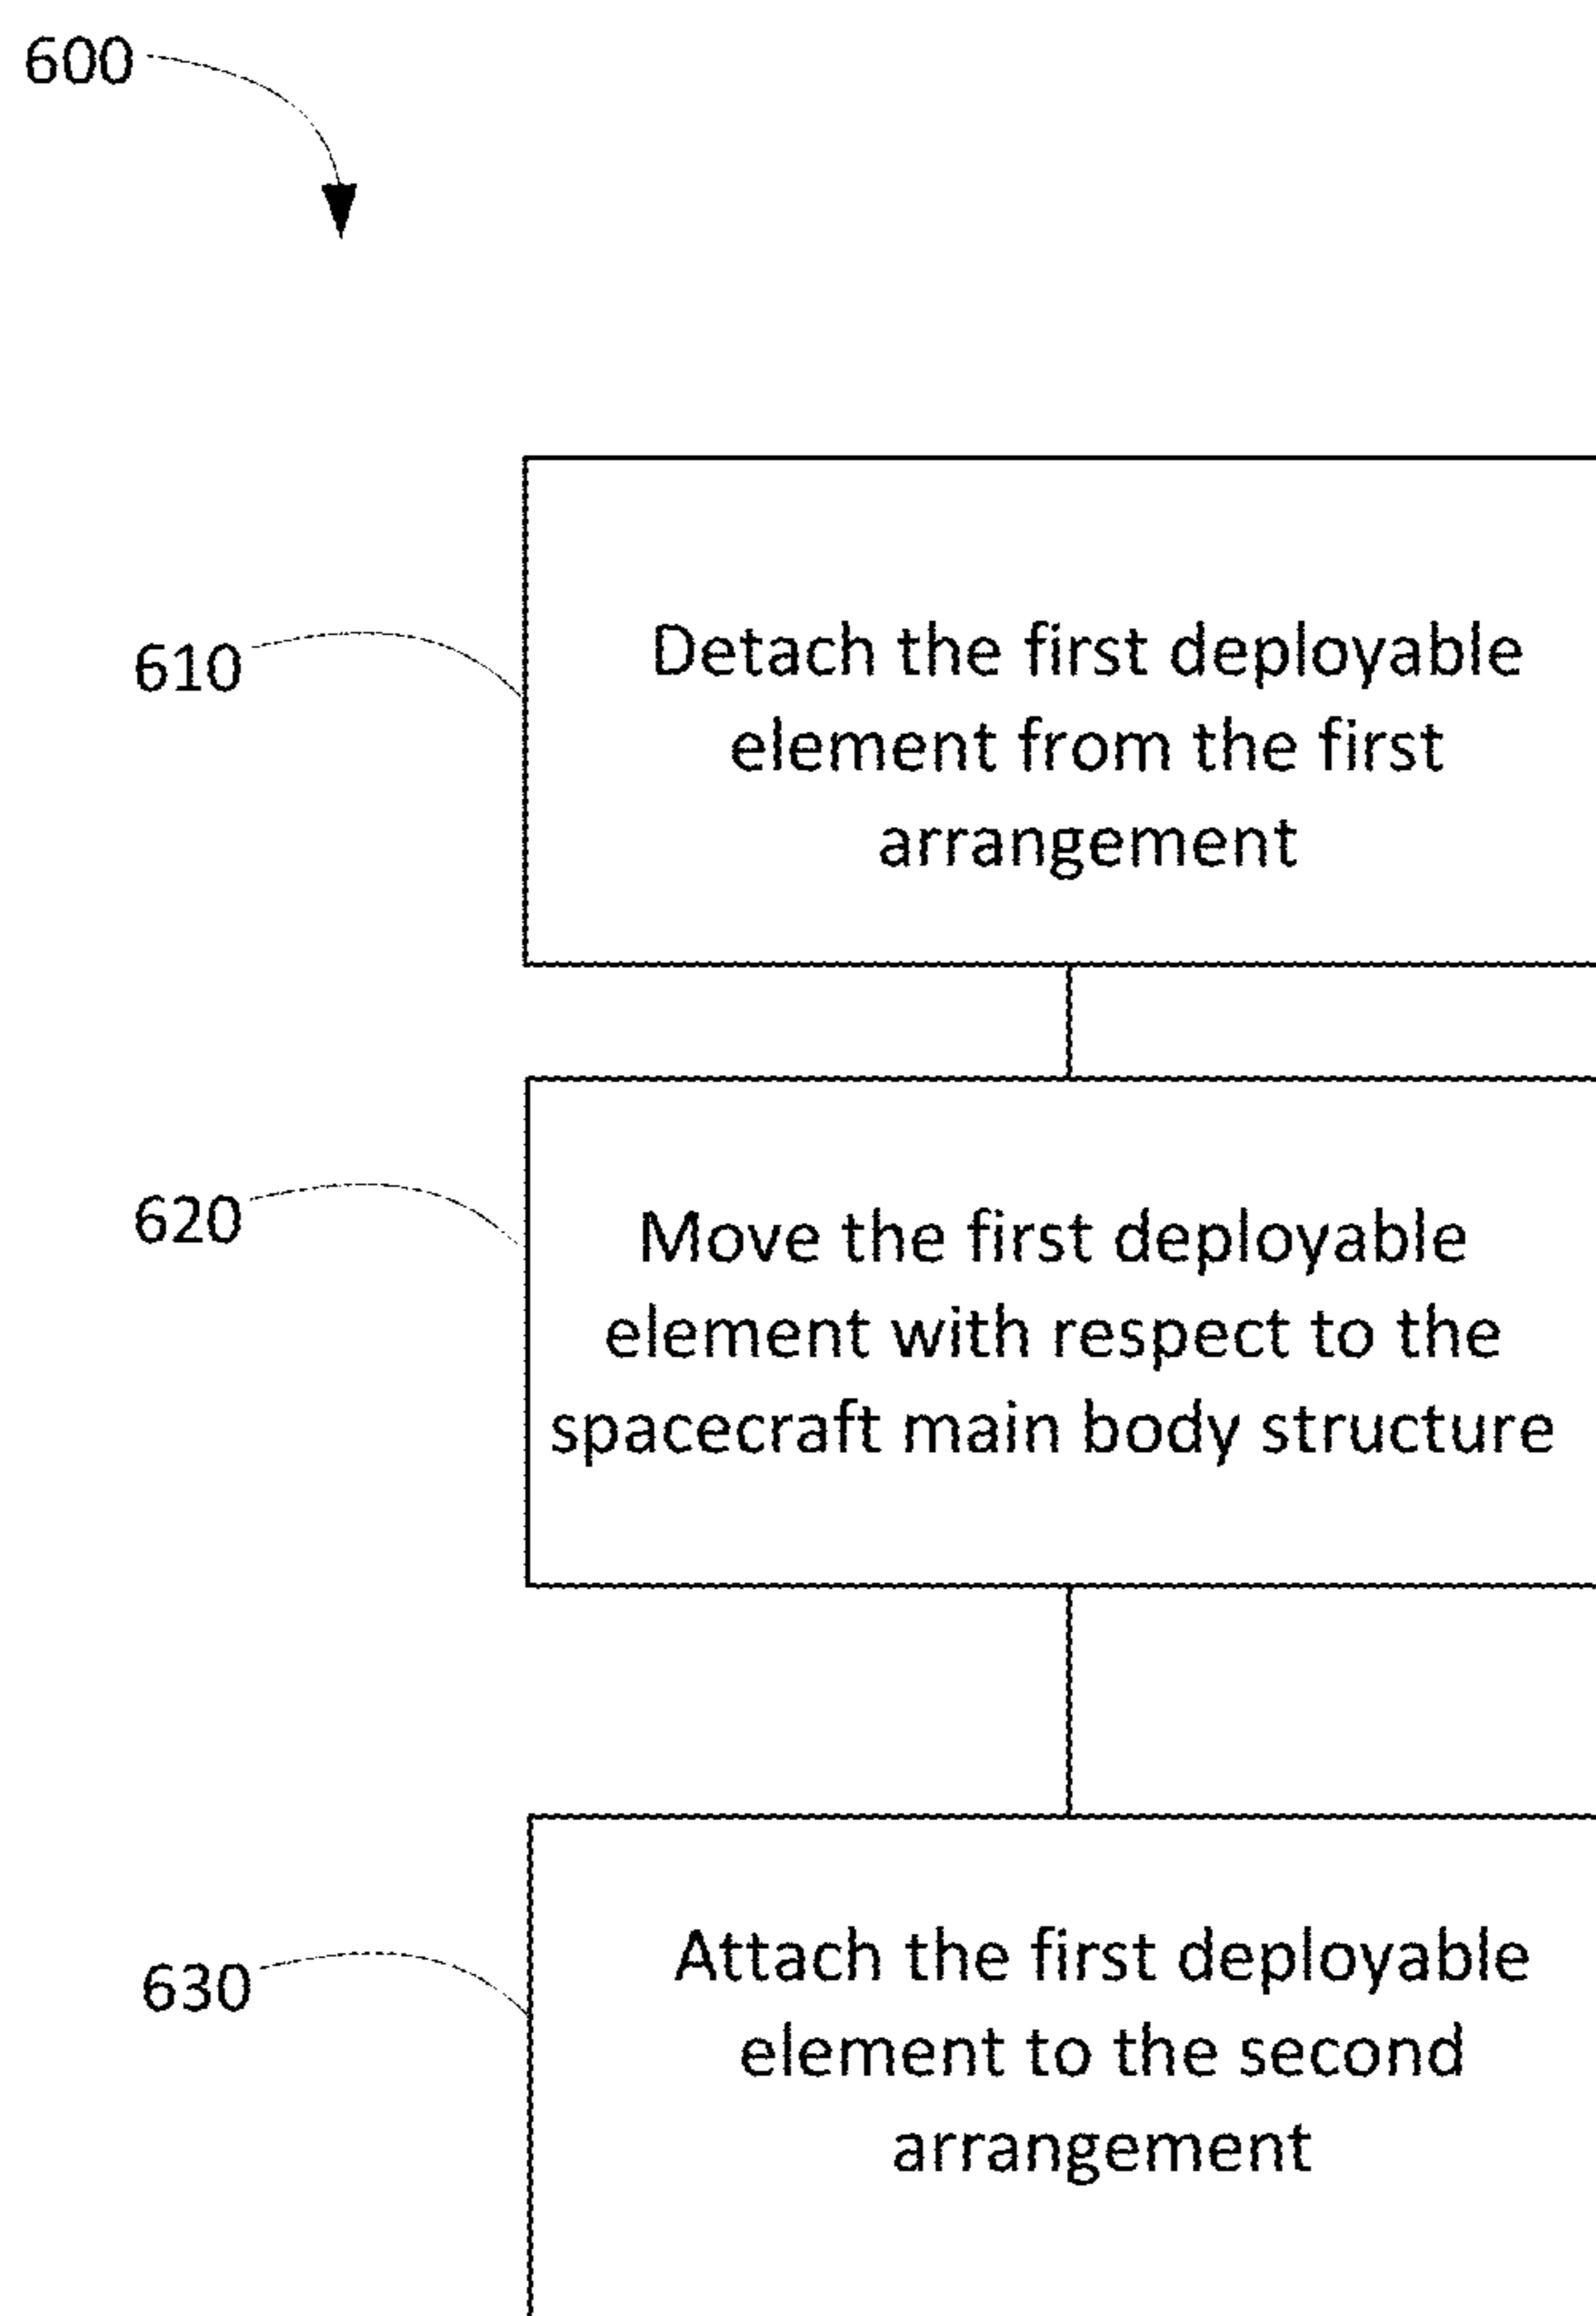 600
610
Detach the first deployable
element from the first
arrangement
620
Move the first deployable
element with respect to the
spacecraft main body structure
630
Attach the first deployable
element to the second
arrangement